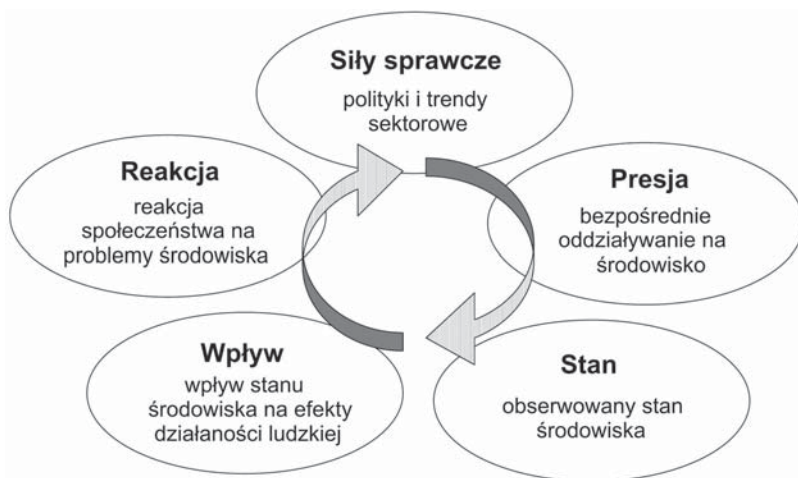 Siły sprawcze
polityki i trendy
sektorowe
Presja
bezpośrednie
oddziaływanie na
środowisko
Stan
obserwowany stan
środowiska
Wpływ
wpływ stanu
środowiska na efekty
działaności ludzkiej
Reakcja
reakcja
społeczeństwa na
problemy środowiska